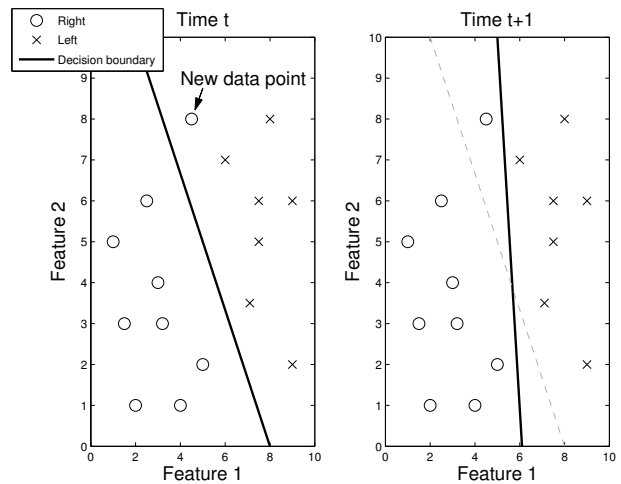 Time t
Time t+1
Right
Left
Decision boundary
New data point
9
8
7
6
5
4
3
2
1
0
0 2 4 6 8 10
Feature 1
Feature 2
10
9
8
7
6
5
4
3
2
1
0
0 2 4 6 8 10
Feature 1
Feature 2